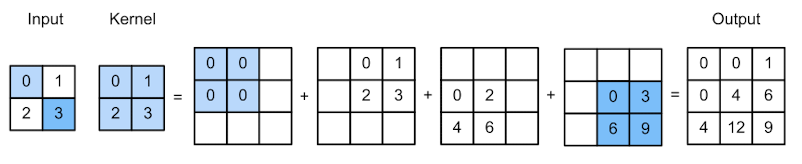 Input Kernel Output
0 1 0 1 0 0 0 1 0 0 1
2 3 2 3 = 0 0 + 2 3 + 0 2 + 0 3 = 0 4 6
4 6 6 9 4 12 9